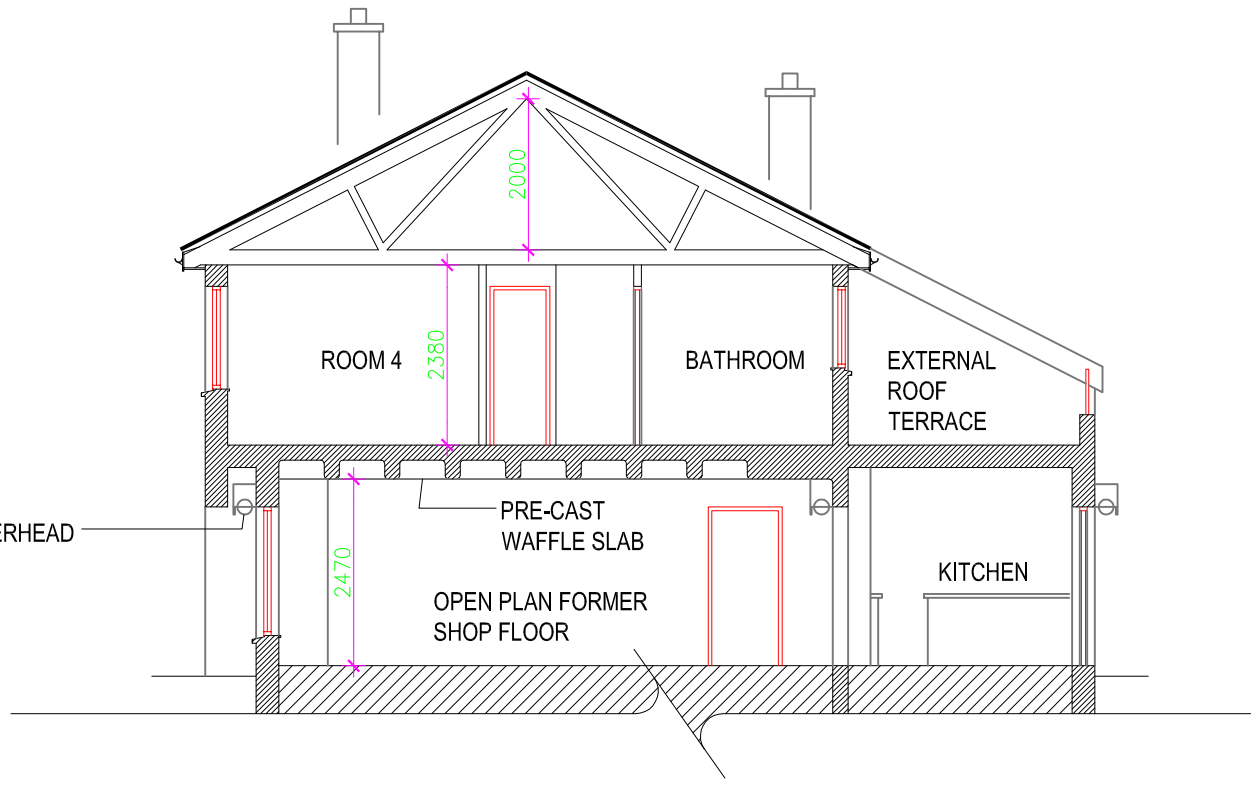 2000
ROOM 4
2380
BATHROOM
EXTERNAL
ROOF
TERRACE
ERHEAD
PRE-CAST
WAFFLE SLAB
2470
OPEN PLAN FORMER
SHOP FLOOR
KITCHEN